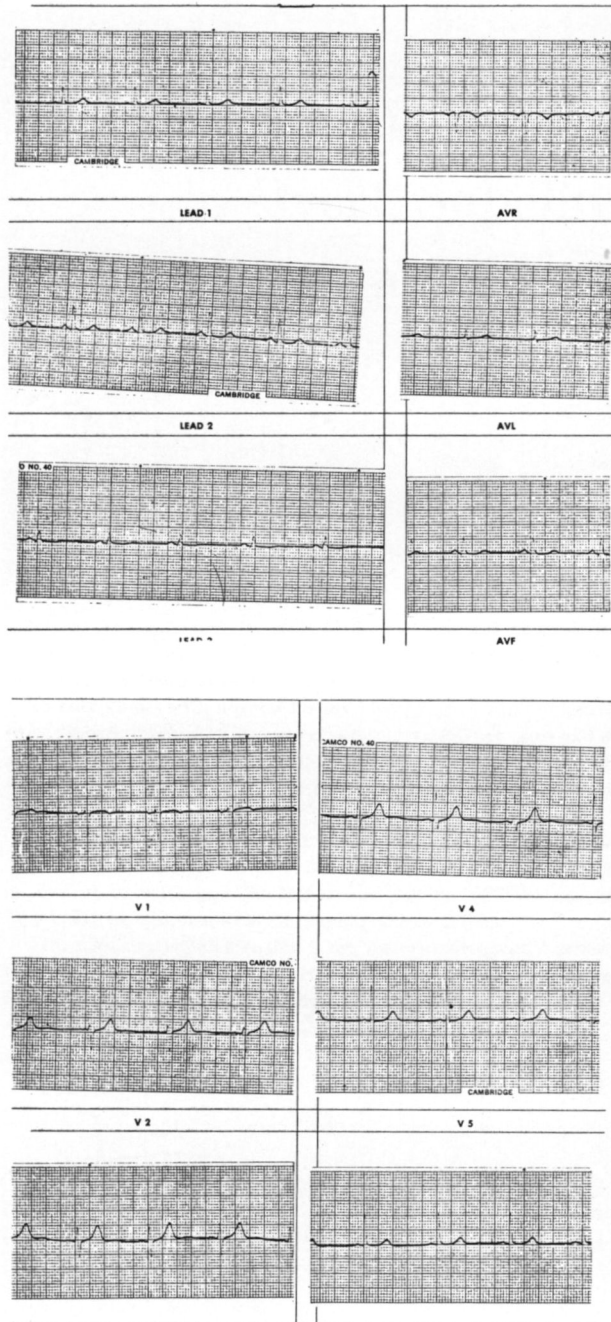 CAMBRIDGE
LEAD 1
AVR
CAMBRIDGE
LEAD 2
AVL
O NO. 40
AVF
CAMCO NO. 40
V 1
V 4
CAMCO NO.
CAMBRIDGE
V 2
V 5